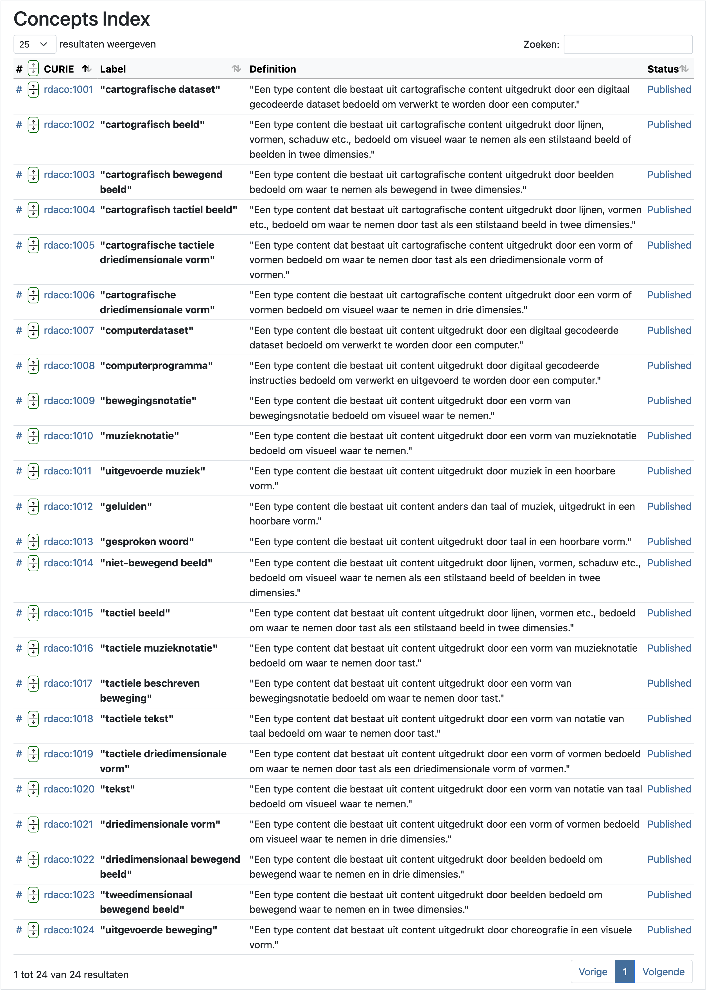 Concepts Index
25 resultaten weergeven Zoeken:
# CURIE Label Definition Status
# rdaco:1001 "cartografische dataset" "Een type content die bestaat uit cartografische content uitgedrukt door een digitaal Published
gecodeerde dataset bedoeld om verwerkt te worden door een computer."
# rdaco:1002 "cartografisch beeld" "Een type content die bestaat uit cartografische content uitgedrukt door lijnen, Published
vormen, schaduw etc., bedoeld om visueel waar te nemen als een stilstaand beeld of
beelden in twee dimensies."
# rdaco:1003 "cartografisch bewegend "Een type content die bestaat uit cartografische content uitgedrukt door beelden Published
beeld" bedoeld om waar te nemen als bewegend in twee dimensies."
# rdaco:1004 "cartografisch tactiel beeld" "Een type content dat bestaat uit cartografische content uitgedrukt door lijnen, vormen Published
etc., bedoeld om waar te nemen door tast als een stilstaand beeld in twee dimensies."
# rdaco:1005 "cartografische tactiele "Een type content dat bestaat uit cartografische content uitgedrukt door een vorm of Published
driedimensionale vorm" vormen bedoeld om waar te nemen door tast als een driedimensionale vorm of
vormen."
# rdaco:1006 "cartografische "Een type content die bestaat uit cartografische content uitgedrukt door een vorm of Published
driedimensionale vorm" vormen bedoeld om visueel waar te nemen in drie dimensies."
# rdaco:1007 "computerdataset" "Een type content die bestaat uit content uitgedrukt door een digitaal gecodeerde Published
dataset bedoeld om verwerkt te worden door een computer."
# rdaco:1008 "computerprogramma" "Een type content die bestaat uit content uitgedrukt door digitaal gecodeerde Published
instructies bedoeld om verwerkt en uitgevoerd te worden door een computer."
# rdaco:1009 "bewegingsnotatie" "Een type content die bestaat uit content uitgedrukt door een vorm van Published
bewegingsnotatie bedoeld om visueel waar te nemen."
# rdaco:1010 "muzieknotatie" "Een type content die bestaat uit content uitgedrukt door een vorm van muzieknotatie Published
bedoeld om visueel waar te nemen."
# rdaco:1011 "uitgevoerde muziek" "Een type content die bestaat uit content uitgedrukt door muziek in een hoorbare Published
vorm."
# rdaco:1012 "geluiden" "Een type content die bestaat uit content anders dan taal of muziek, uitgedrukt in een Published
hoorbare vorm."
# rdaco:1013 "gesproken woord" "Een type content die bestaat uit content uitgedrukt door taal in een hoorbare vorm." Published
# rdaco:1014 "niet-bewegend beeld" "Een type content die bestaat uit content uitgedrukt door lijnen, vormen, schaduw etc., Published
bedoeld om visueel waar te nemen als een stilstaand beeld of beelden in twee
dimensies."
# rdaco:1015 "tactiel beeld" "Een type content dat bestaat uit content uitgedrukt door lijnen, vormen etc., bedoeld Published
om waar te nemen door tast als een stilstaand beeld in twee dimensies."
# rdaco:1016 "tactiele muzieknotatie" "Een type content dat bestaat uit content uitgedrukt door een vorm van muzieknotatie Published
bedoeld om waar te nemen door tast."
# rdaco:1017 "tactiele beschreven "Een type content dat bestaat uit content uitgedrukt door een vorm van Published
beweging" bewegingsnotatie bedoeld om waar te nemen door tast."
# rdaco:1018 "tactiele tekst" "Een type content dat bestaat uit content uitgedrukt door een vorm van notatie van Published
taal bedoeld om waar te nemen door tast."
# rdaco:1019 "tactiele driedimensionale "Een type content dat bestaat uit content uitgedrukt door een vorm of vormen bedoeld Published
vorm" om waar te nemen door tast als een driedimensionale vorm of vormen."
# rdaco:1020 "tekst" "Een type content die bestaat uit content uitgedrukt door een vorm van notatie van taal Published
bedoeld om visueel waar te nemen."
# rdaco:1021 "driedimensionale vorm" "Een type content die bestaat uit content uitgedrukt door een vorm of vormen bedoeld Published
om visueel waar te nemen in drie dimensies."
# rdaco:1022 "driedimensionaal bewegend "Een type content die bestaat uit content uitgedrukt door beelden bedoeld om Published
beeld" bewegend waar te nemen en in drie dimensies."
# rdaco:1023 "tweedimensionaal "Een type content die bestaat uit content uitgedrukt door beelden bedoeld om Published
bewegend beeld" bewegend waar te nemen en in twee dimensies."
# rdaco:1024 "uitgevoerde beweging" "Een type content dat bestaat uit content uitgedrukt door choreografie in een visuele Published
vorm."
1 tot 24 van 24 resultaten Vorige 1 Volgende